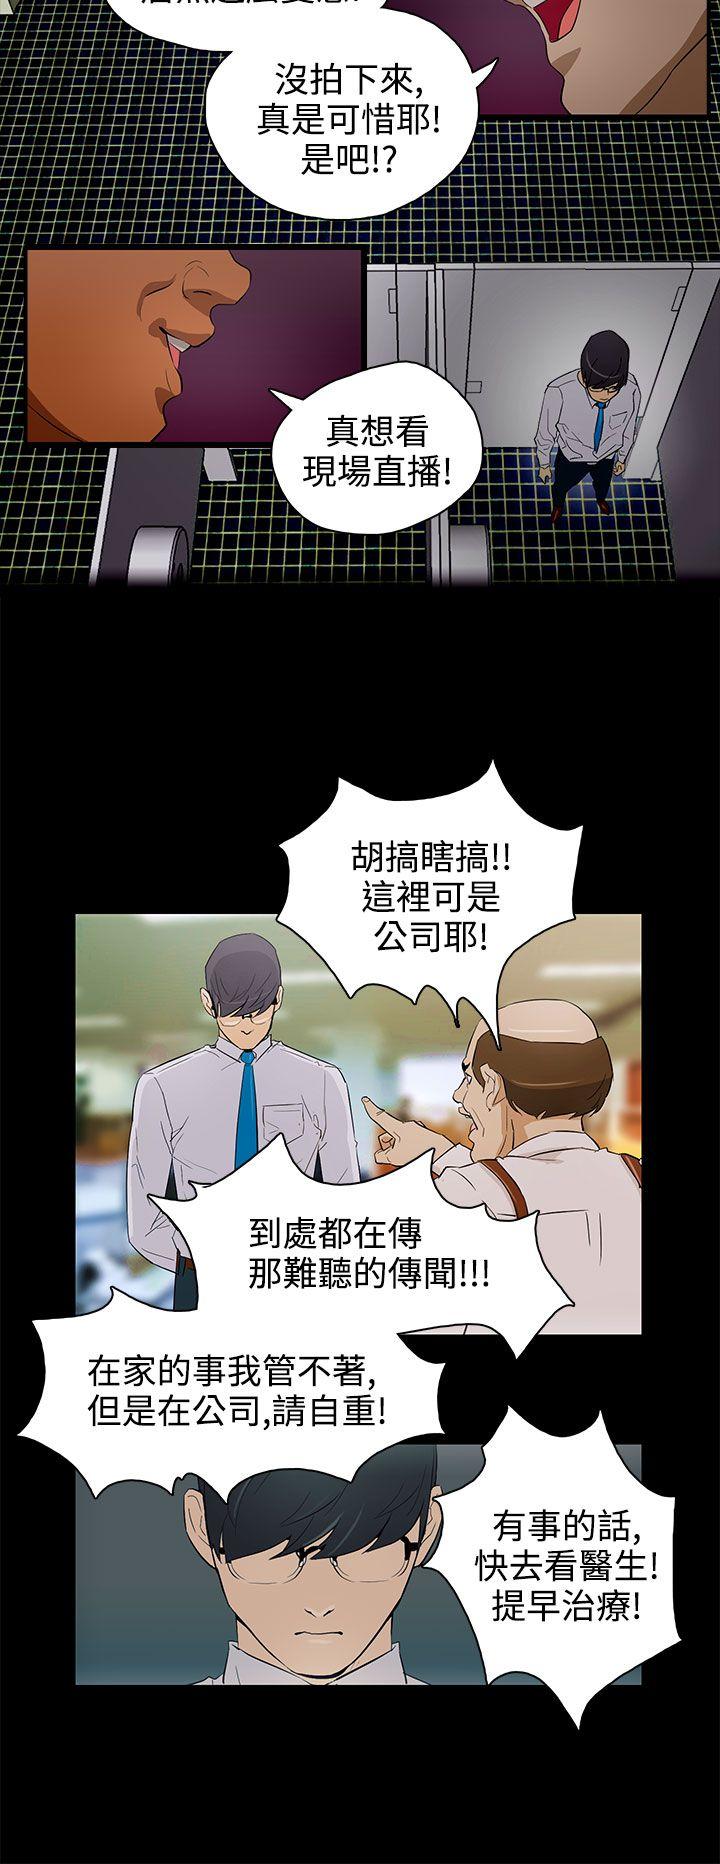 沒拍下來,
真是可惜耶!
是吧!?
真想看
現場直播!
胡搞瞎搞!!
這裡可是
公司耶!
到處都在傳
那難聽的傳聞!!!
在家的事我管不著,
但是在公司,請自重!
有事的話,
快去看醫生!
提早治療!